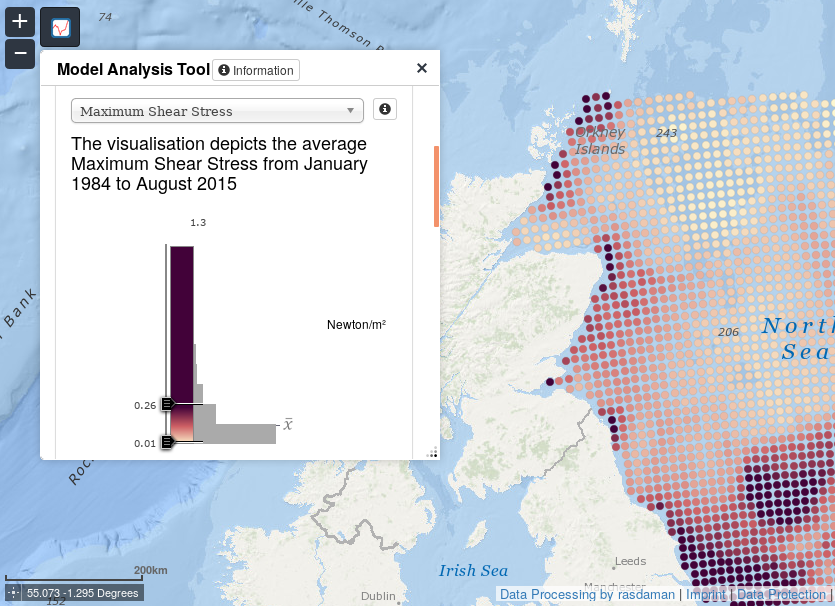 +
−
74
ille Thomson R
Model Analysis Tool
Information
×
Maximum Shear Stress
The visualisation depicts the average
Maximum Shear Stress from January
1984 to August 2015
1.3
Newton/m²
0.26
x̅
0.01
Orkney
Islands
243
206
North
Sea
Bank
Roc
200km
55.073 -1.295 Degrees
152
Irish Sea
Dublin
Leeds
Manchester
Data Processing by rasdaman | Imprint | Data Protection